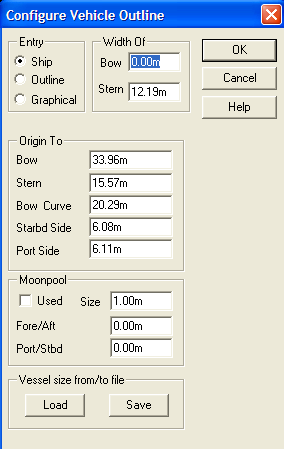 Configure Vehicle Outline
Entry
Ship
Outline
Graphical
Width Of
Bow 0.00m
Stern 12.19m
OK
Cancel
Help
Origin To
Bow 33.96m
Stern 15.57m
Bow Curve 20.29m
Starbd Side 6.08m
Port Side 6.11m
Moonpool
Used Size 1.00m
Fore/Aft 0.00m
Port/Stbd 0.00m
Vessel size from/to file
Load Save